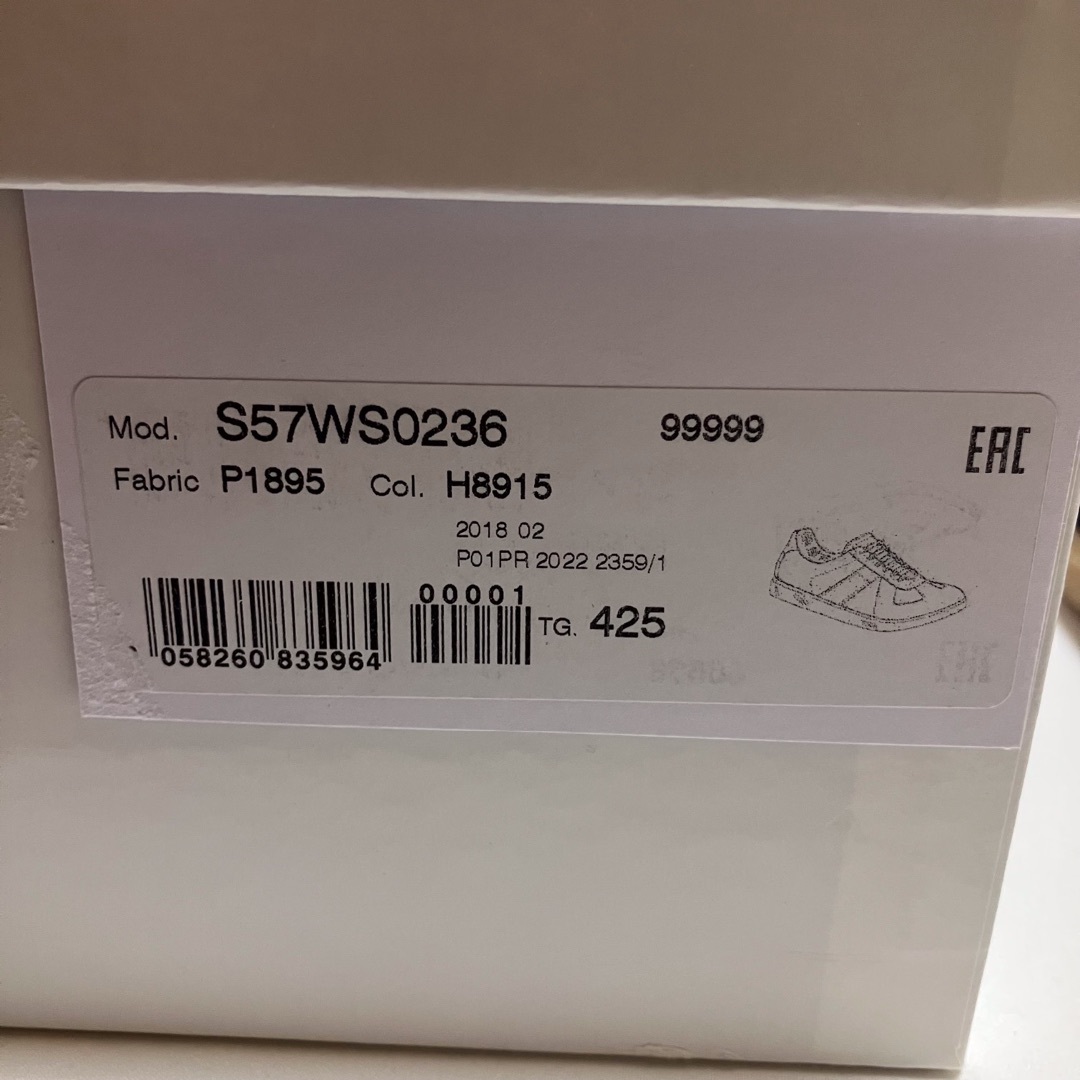 Mod. S57WS0236 99999
EAC
Fabric P1895 Col. H8915
2018 02
P01PR 2022 2359/1
00001
TG. 425
058260 835964